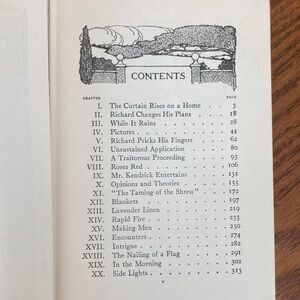 CONTENTS
CHAPTER PAGE
I. The Curtain Rises on a Home . . 3
II. Richard Changes His Plans . . . 18
III. While It Rains . . . . . . 28
IV. Pictures . . . . . . . . 44
V. Richard Pricks His Fingers . . . 62
VI. Unsustained Application . . . . 80
VII. A Traitorous Proceeding . . . . 93
VIII. Roses Red . . . . . . . 108
IX. Mr. Kendrick Entertains . . . . 131
X. Opinions and Theories . . . . 155
XI. "The Taming of the Shrew" . . . 172
XII. Blankets . . . . . . . . 197
XIII. Lavender Linen . . . . . . 219
XIV. Rapid Fire . . . . . . . 231
XV. Making Men . . . . . . . 250
XVI. Encounters . . . . . . . 274
XVII. Intrigue . . . . . . . . 282
XVIII. The Nailing of a Flag . . . . 291
XIX. In the Morning . . . . . . 302
XX. Side Lights . . . . . . . 313
v